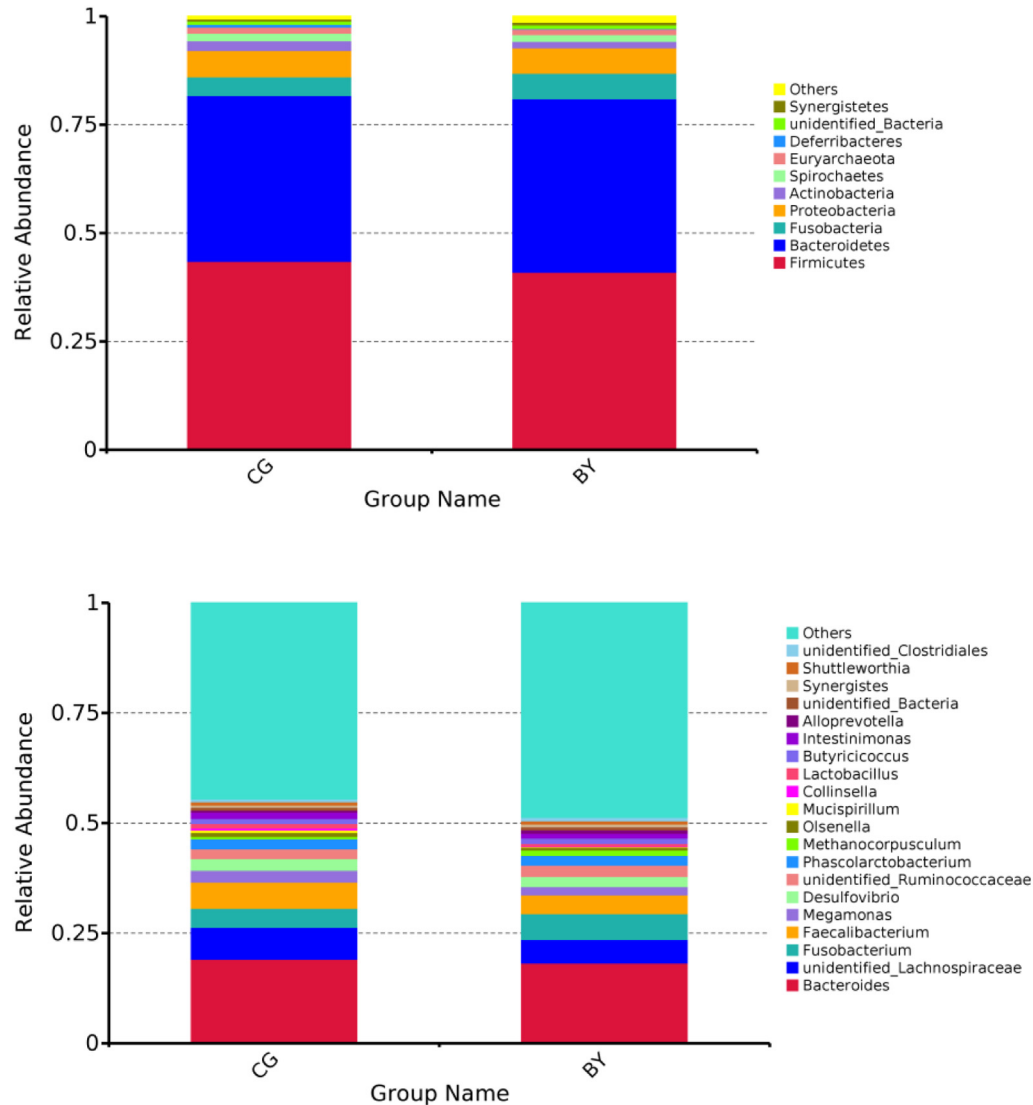 1
0.75
0.5
0.25
0
Relative Abundance
CG
BY
Group Name
Others
Synergistetes
unidentified_Bacteria
Deferribacteres
Euryarchaeota
Spirochaetes
Actinobacteria
Proteobacteria
Fusobacteria
Bacteroidetes
Firmicutes
1
0.75
0.5
0.25
0
Relative Abundance
CG
BY
Group Name
Others
unidentified_Clostridiales
Shuttleworthia
Synergistes
unidentified_Bacteria
Alloprevotella
Intestinimonas
Butyricicoccus
Lactobacillus
Collinsella
Mucispirillum
Olsenella
Methanocorpusculum
Phascolarctobacterium
unidentified_Ruminococcaceae
Desulfovibrio
Megamonas
Faecalibacterium
Fusobacterium
unidentified_Lachnospiraceae
Bacteroides